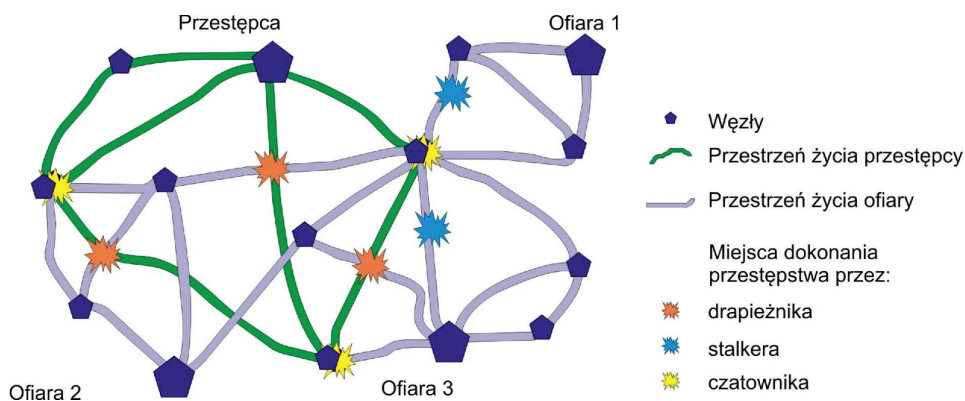 Przestępca
Ofiara 1
Węzły
Przestrzeń życia przestępcy
Przestrzeń życia ofiary
Miejsca dokonania
przestępstwa przez:
drapieżnika
stalkera
czatownika
Ofiara 2
Ofiara 3